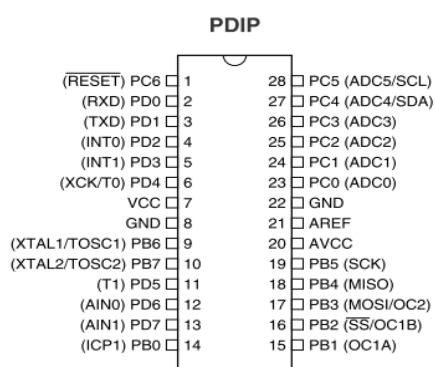 PDIP
(RESET) PC6 1 28 PC5 (ADC5/SCL)
(RXD) PD0 2 27 PC4 (ADC4/SDA)
(TXD) PD1 3 26 PC3 (ADC3)
(INT0) PD2 4 25 PC2 (ADC2)
(INT1) PD3 5 24 PC1 (ADC1)
(XCK/T0) PD4 6 23 PC0 (ADC0)
VCC 7 22 GND
GND 8 21 AREF
(XTAL1/TOSC1) PB6 9 20 AVCC
(XTAL2/TOSC2) PB7 10 19 PB5 (SCK)
(T1) PD5 11 18 PB4 (MISO)
(AIN0) PD6 12 17 PB3 (MOSI/OC2)
(AIN1) PD7 13 16 PB2 (SS/OC1B)
(ICP1) PB0 14 15 PB1 (OC1A)